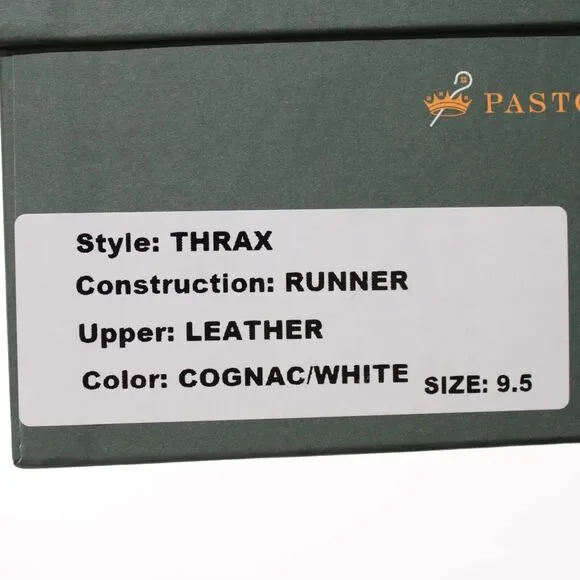 PASTO
Style: THRAX
Construction: RUNNER
Upper: LEATHER
Color: COGNAC/WHITE SIZE: 9.5